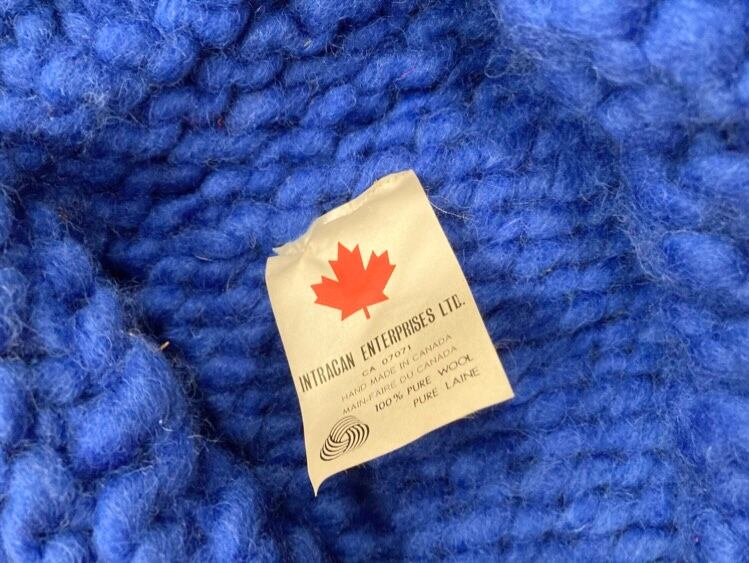 INTRACAN ENTERPRISES LTD.
CA 07071
HAND MADE IN CANADA
MAIN-FAIRE DU CANADA
100% PURE WOOL
PURE LAINE